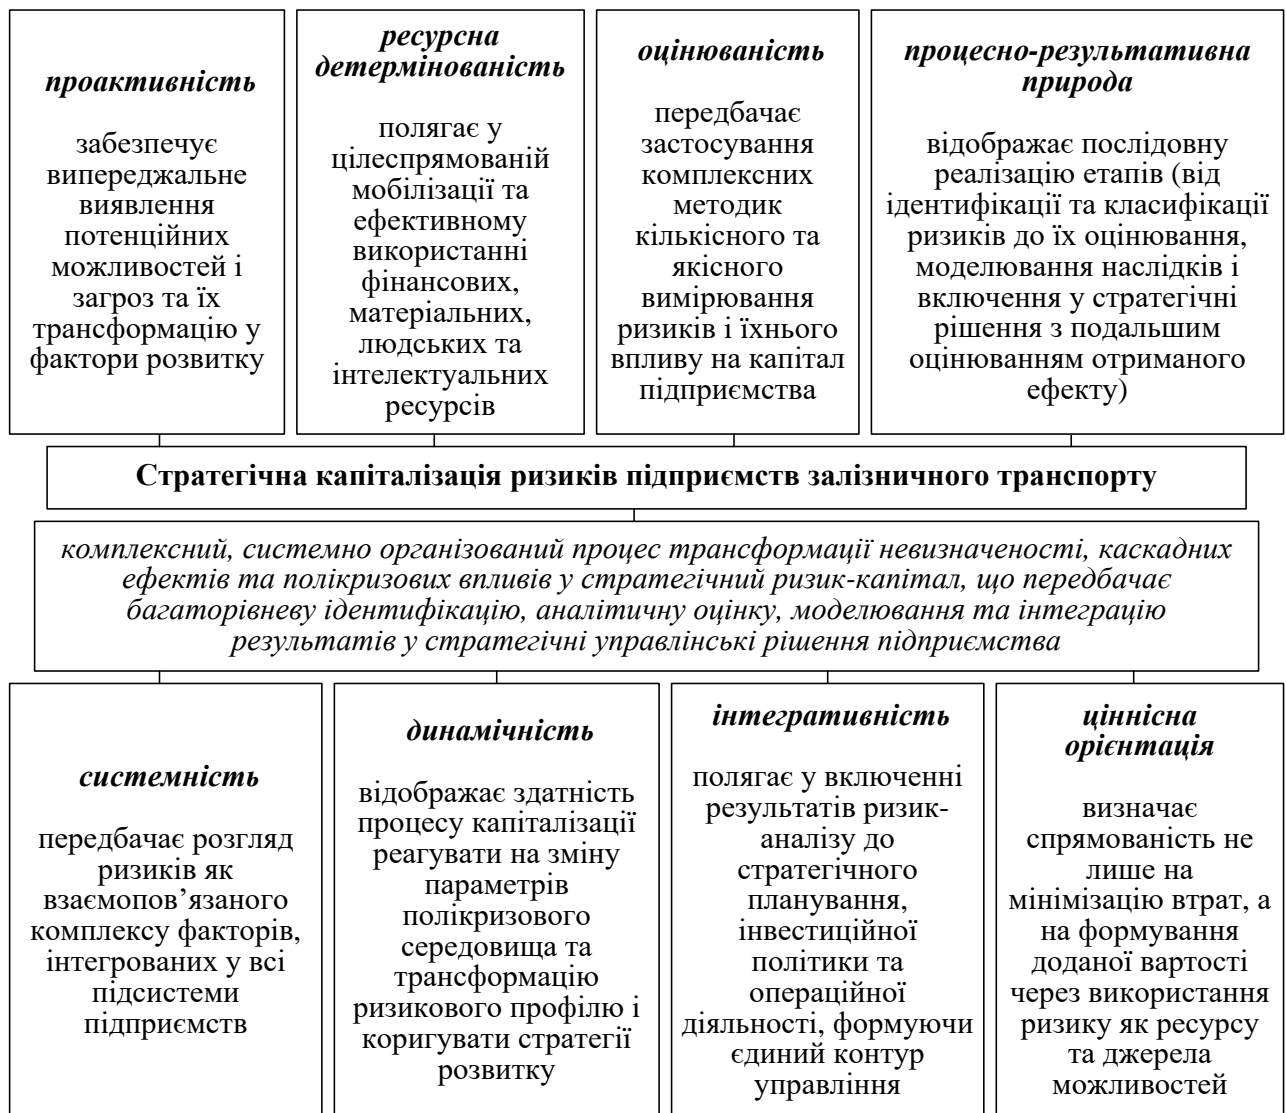 проактивність
забезпечує
випереджальне
виявлення
потенційних
можливостей і
загроз та їх
трансформацію у
фактори розвитку
ресурсна
детермінованість
полягає у
цілеспрямованій
мобілізації та
ефективному
використанні
фінансових,
матеріальних,
людських та
інтелектуальних
ресурсів
оцінюваність
передбачає
застосування
комплексних
методик
кількісного та
якісного
вимірювання
ризиків і їхнього
впливу на капітал
підприємства
процесно-результативна
природа
відображає послідовну
реалізацію етапів (від
ідентифікації та класифікації
ризиків до їх оцінювання,
моделювання наслідків і
включення у стратегічні
рішення з подальшим
оцінюванням отриманого
ефекту)
Стратегічна капіталізація ризиків підприємств залізничного транспорту
комплексний, системно організований процес трансформації невизначеності, каскадних
ефектів та полікризових впливів у стратегічний ризик-капітал, що передбачає
багаторівневу ідентифікацію, аналітичну оцінку, моделювання та інтеграцію
результатів у стратегічні управлінські рішення підприємства
системність
передбачає розгляд
ризиків як
взаємопов’язаного
комплексу факторів,
інтегрованих у всі
підсистеми
підприємств
динамічність
відображає здатність
процесу капіталізації
реагувати на зміну
параметрів
полікризового
середовища та
трансформацію
ризикового профілю і
коригувати стратегії
розвитку
інтегративність
полягає у включенні
результатів ризик-
аналізу до
стратегічного
планування,
інвестиційної
політики та
операційної
діяльності, формуючи
єдиний контур
управління
ціннісна
орієнтація
визначає
спрямованість не
лише на
мінімізацію втрат, а
на формування
доданої вартості
через використання
ризику як ресурсу
та джерела
можливостей